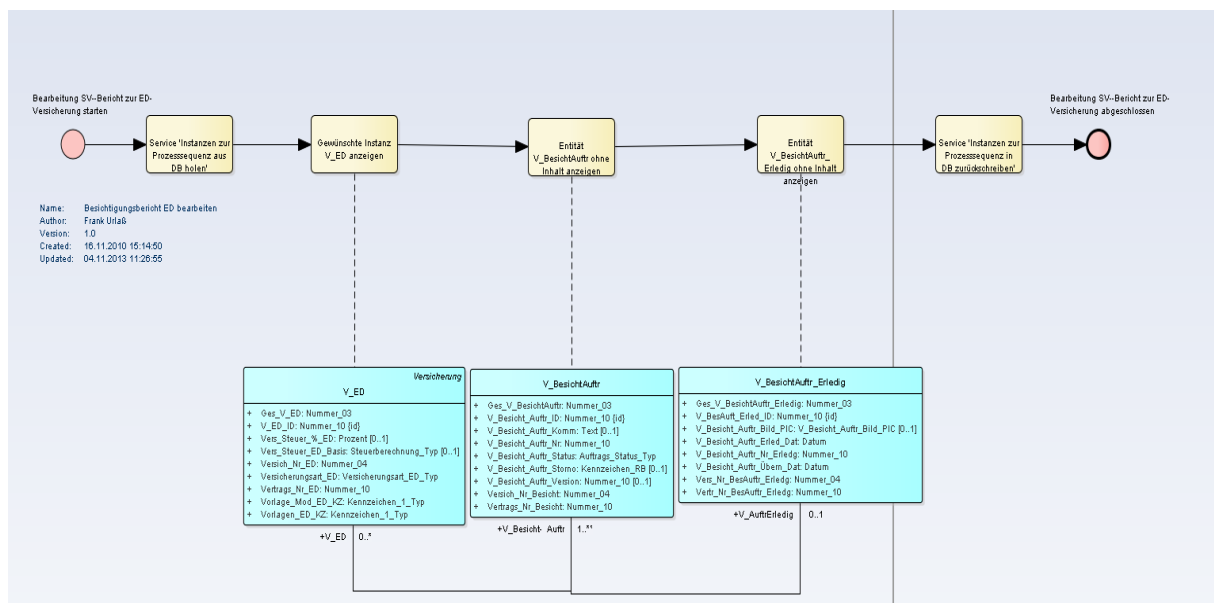 Bearbeitung SV--Bericht zur ED-
Versicherung starten
Bearbeitung SV--Bericht zur ED-
Versicherung abgeschlossen
Service 'Instanzen zur
Prozesssequenz aus
DB holen'
Gewünschte Instanz
V_ED anzeigen
Entität
V_BesichtAuftr ohne
Inhalt anzeigen
Entität
V_BesichtAuftr_
Erledig ohne Inhalt
anzeigen
Service 'Instanzen zur
Prozesssequenz in
DB zurückschreiben'
Name: Besichtigungsbericht ED bearbeiten
Author: Frank Urlaß
Version: 1.0
Created: 16.11.2010 15:14:50
Updated: 04.11.2013 11:26:55
Versicherung
V_ED
+ Ges_V_ED: Nummer_03
+ V_ED_ID: Nummer_10 {id}
+ Vers_Steuer_%_ED: Prozent [0..1]
+ Vers_Steuer_ED_Basis: Steuerberechnung_Typ [0..1]
+ Versich_Nr_ED: Nummer_04
+ Versicherungsart_ED: Versicherungsart_ED_Typ
+ Vertrags_Nr_ED: Nummer_10
+ Vorlage_Mod_ED_KZ: Kennzeichen_1_Typ
+ Vorlagen_ED_KZ: Kennzeichen_1_Typ
V_BesichtAuftr
+ Ges_V_BesichtAuftr: Nummer_03
+ V_Besicht_Auftr_ID: Nummer_10 {id}
+ V_Besicht_Auftr_Komm: Text [0..1]
+ V_Besicht_Auftr_Nr: Nummer_10
+ V_Besicht_Auftr_Status: Auftrags_Status_Typ
+ V_Besicht_Auftr_Storno: Kennzeichen_RB [0..1]
+ V_Besicht_Auftr_Version: Nummer_10 [0..1]
+ Versich_Nr_Besicht: Nummer_04
+ Vertrags_Nr_Besicht: Nummer_10
V_BesichtAuftr_Erledig
+ Ges_V_BesichtAuftr_Erledig: Nummer_03
+ V_BesAuft_Erled_ID: Nummer_10 {id}
+ V_Besicht_Auftr_Bild_PIC: V_Besicht_Auftr_Bild_PIC [0..1]
+ V_Besicht_Auftr_Erled_Dat: Datum
+ V_Besicht_Auftr_Nr_Erledg: Nummer_10
+ V_Besicht_Auftr_Übern_Dat: Datum
+ Vers_Nr_BesAuftr_Erledg: Nummer_04
+ Vertr_Nr_BesAuftr_Erledg: Nummer_10
+V_ED 0..*
+V_Besicht- Auftr 1..*¹
+V_AuftrErledig 0..1